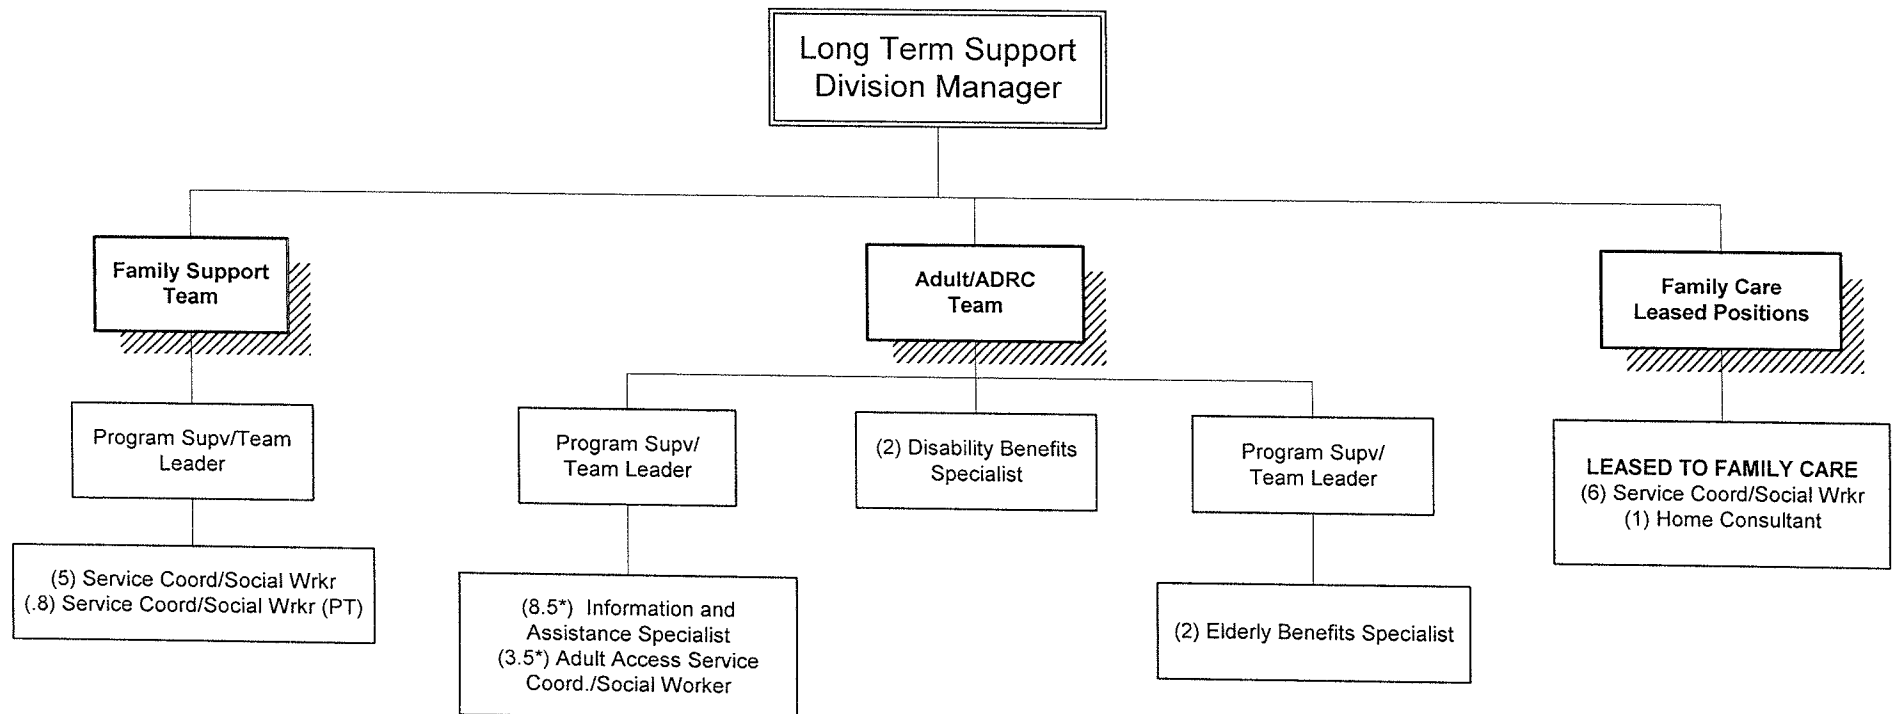 Long Term Support
Division Manager
Family Support
Team
Adult/ADRC
Team
Family Care
Leased Positions
Program Supv/Team
Leader
Program Supv/
Team Leader
(2) Disability Benefits
Specialist
Program Supv/
Team Leader
LEASED TO FAMILY CARE
(6) Service Coord/Social Wrkr
(1) Home Consultant
(5) Service Coord/Social Wrkr
(.8) Service Coord/Social Wrkr (PT)
(8.5*) Information and
Assistance Specialist
(3.5*) Adult Access Service
Coord./Social Worker
(2) Elderly Benefits Specialist